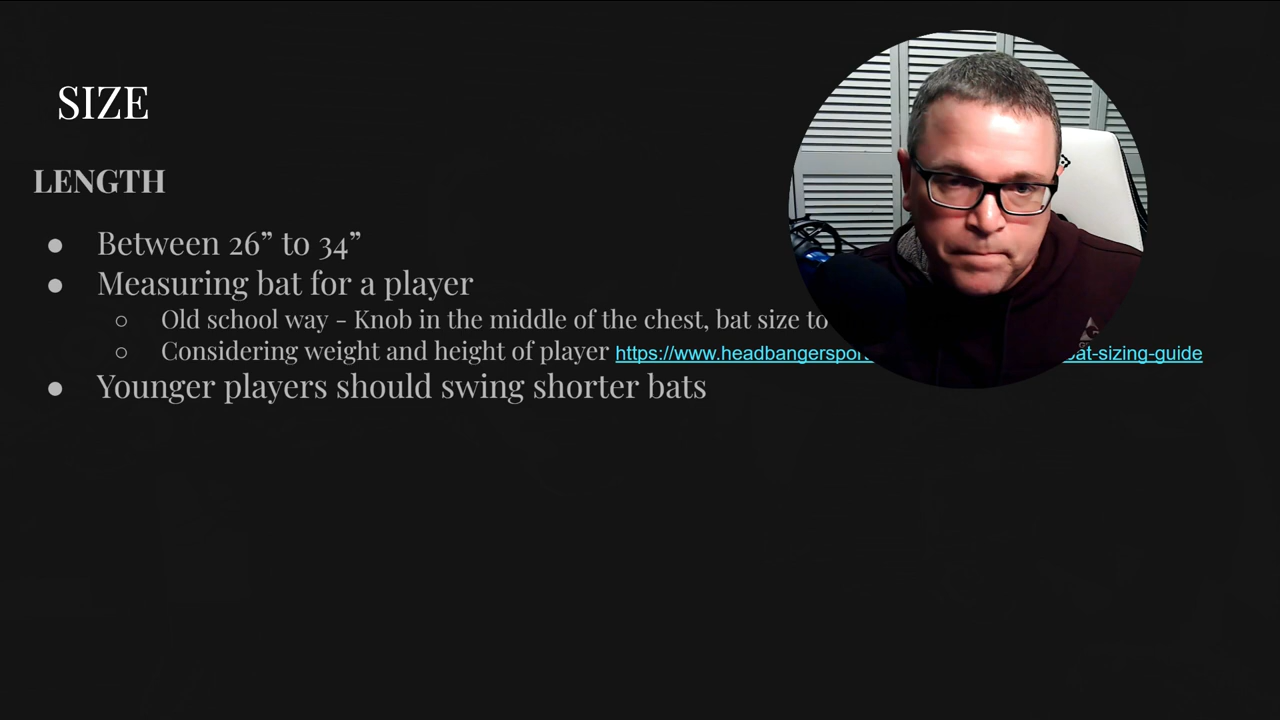 SIZE
LENGTH
● Between 26” to 34”
● Measuring bat for a player
○ Old school way - Knob in the middle of the chest, bat size to
○ Considering weight and height of player https://www.headbangerspor at-sizing-guide
● Younger players should swing shorter bats